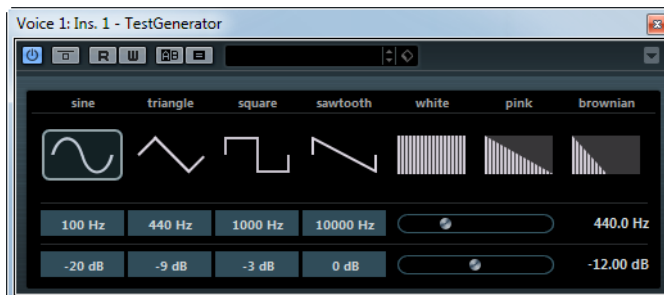 Voice 1: Ins. 1 - TestGenerator
R W AB
sine triangle square sawtooth white pink brownian
100 Hz 440 Hz 1000 Hz 10000 Hz 440.0 Hz
-20 dB -9 dB -3 dB 0 dB -12.00 dB